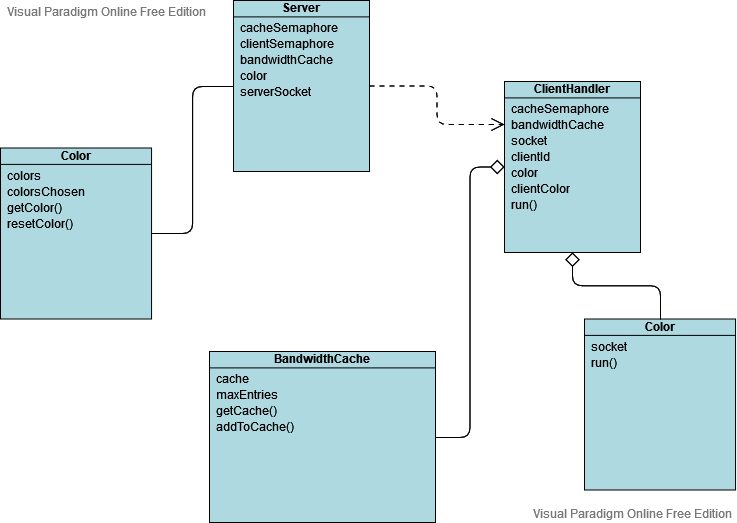 Visual Paradigm Online Free Edition
Server
cacheSemaphore
clientSemaphore
bandwidthCache
color
serverSocket
ClientHandler
cacheSemaphore
bandwidthCache
socket
clientId
color
clientColor
run()
Color
colors
colorsChosen
getColor()
resetColor()
BandwidthCache
cache
maxEntries
getCache()
addToCache()
Color
socket
run()
Visual Paradigm Online Free Edition